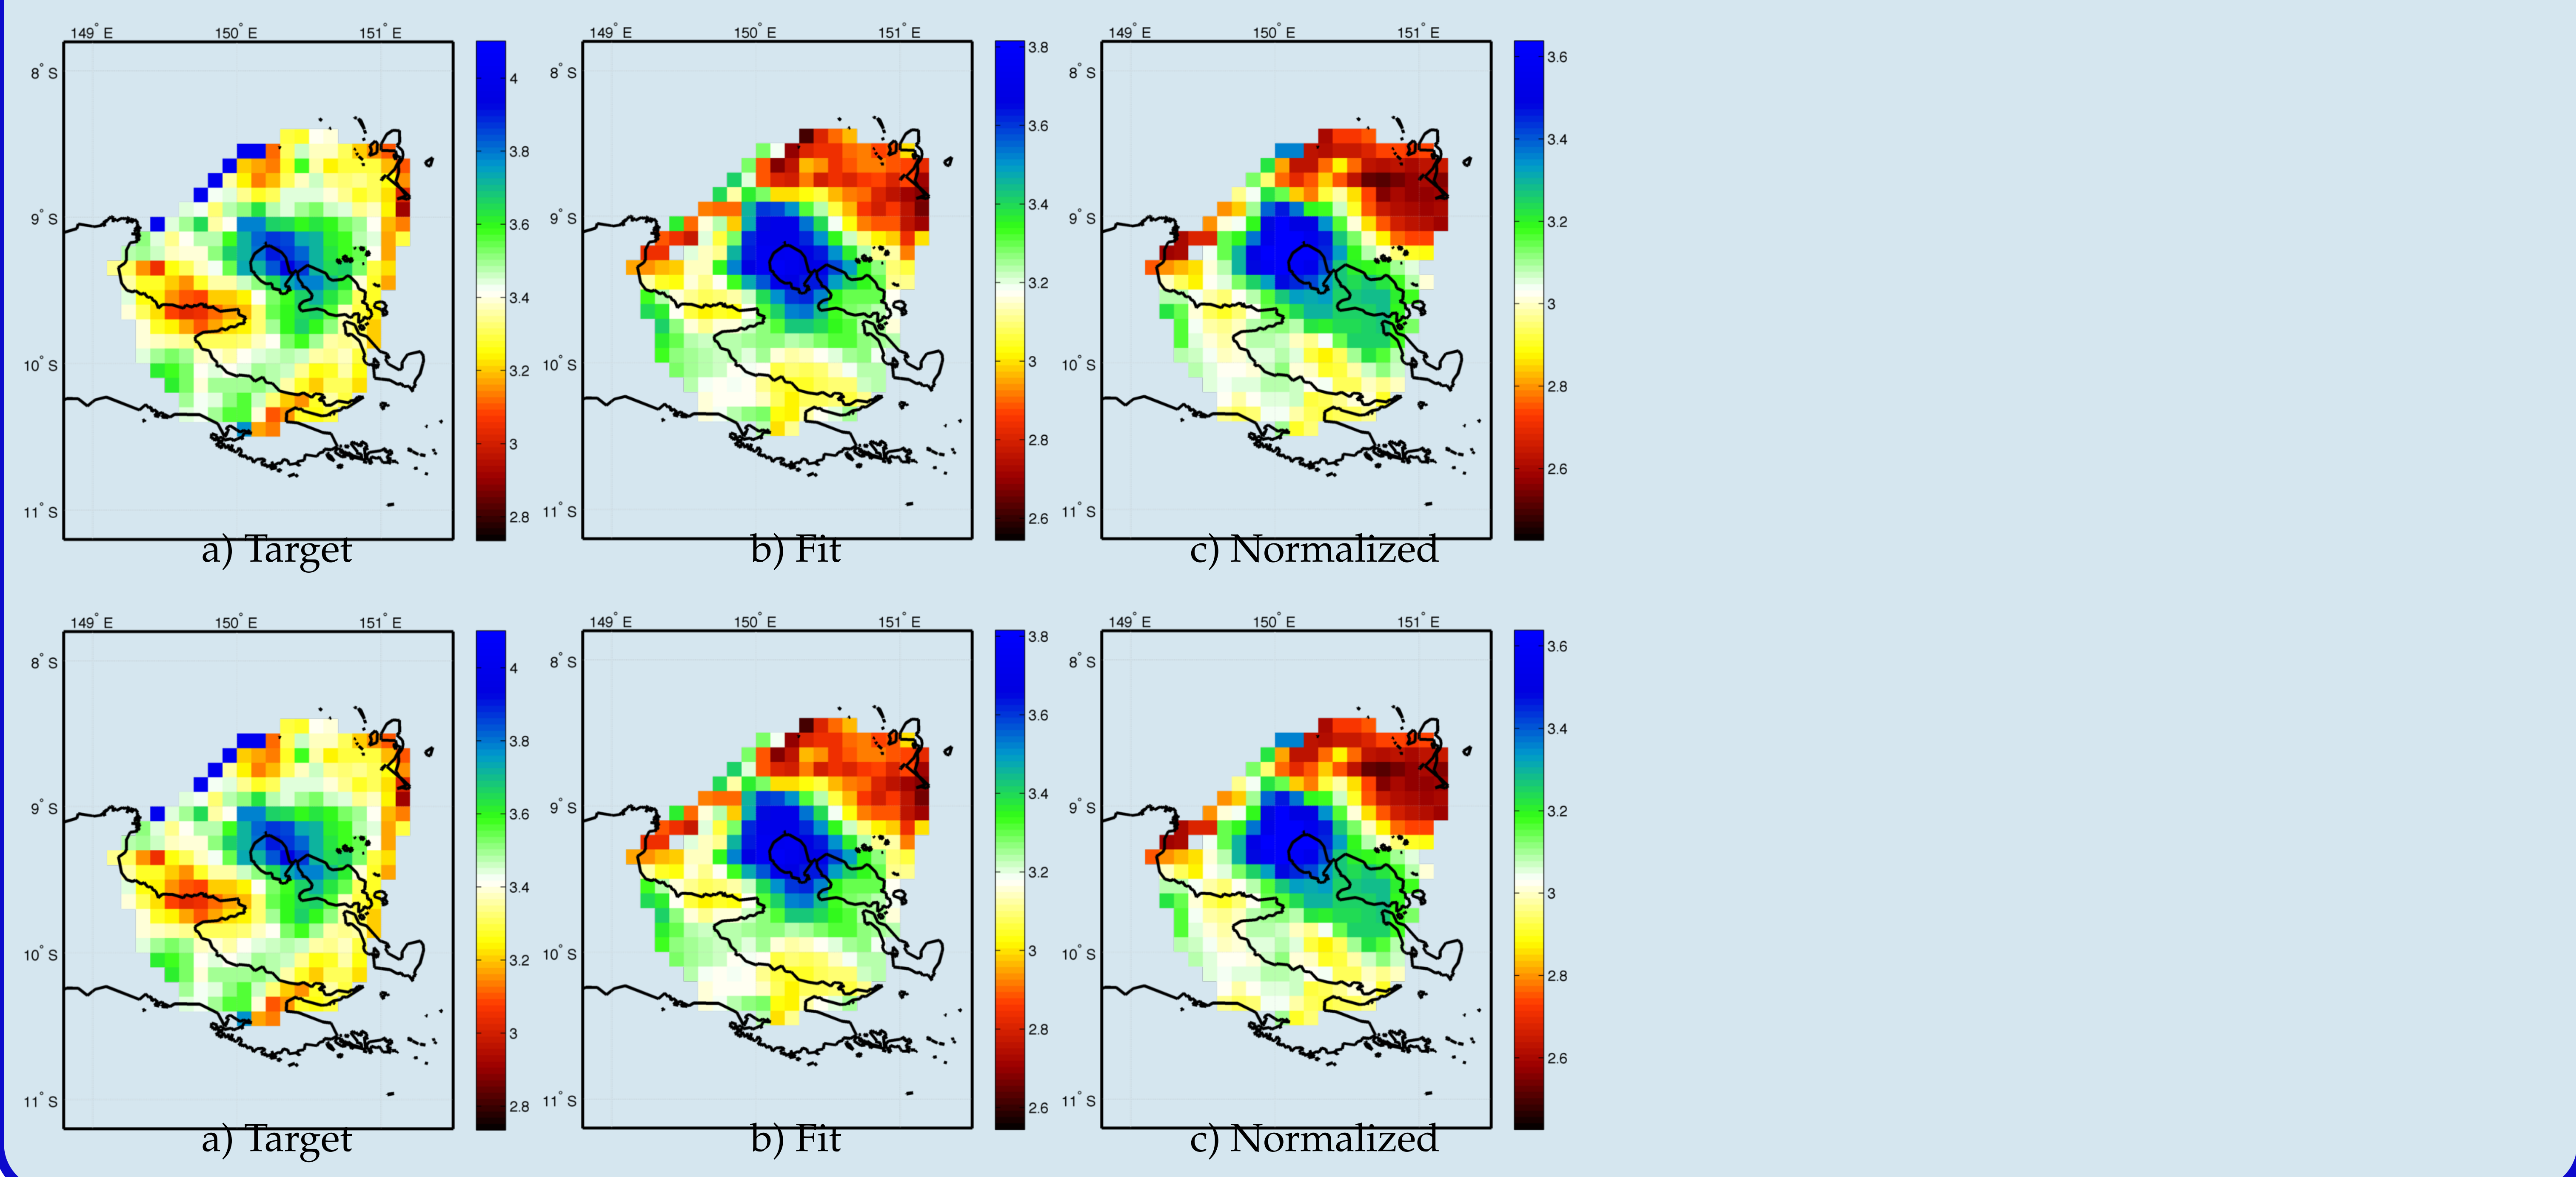 149° E 150° E 151° E
8° S
9° S
10° S
11° S
4
3.8
3.6
3.4
3.2
3
2.8
a) Target
149° E 150° E 151° E
8° S
9° S
10° S
11° S
3.8
3.6
3.4
3.2
3
2.8
2.6
b) Fit
149° E 150° E 151° E
8° S
9° S
10° S
11° S
3.6
3.4
3.2
3
2.8
2.6
c) Normalized
149° E 150° E 151° E
8° S
9° S
10° S
11° S
4
3.8
3.6
3.4
3.2
3
2.8
a) Target
149° E 150° E 151° E
8° S
9° S
10° S
11° S
3.8
3.6
3.4
3.2
3
2.8
2.6
b) Fit
149° E 150° E 151° E
8° S
9° S
10° S
11° S
3.6
3.4
3.2
3
2.8
2.6
c) Normalized